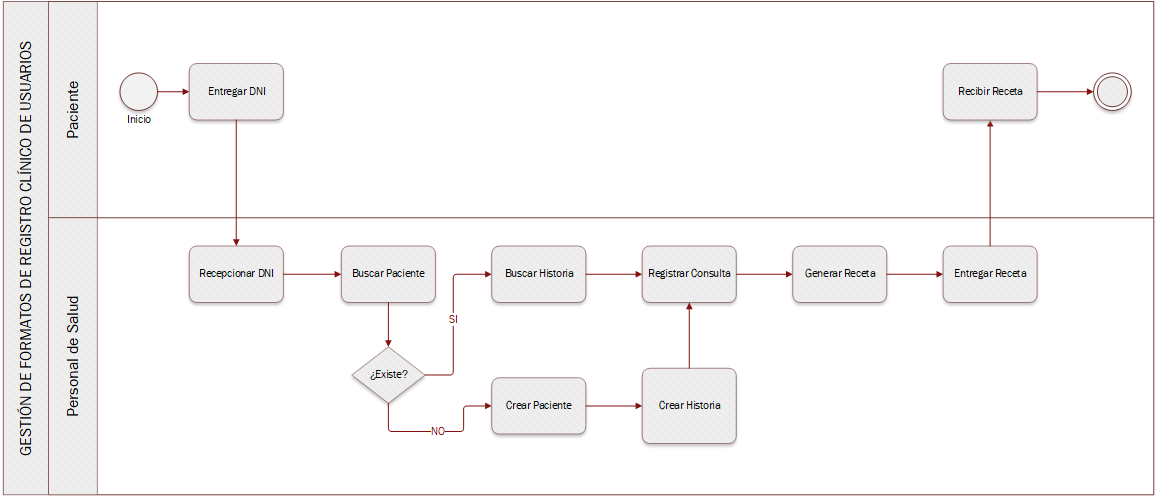 GESTIÓN DE FORMATOS DE REGISTRO CLÍNICO DE USUARIOS
Paciente
Inicio
Entregar DNI
Recibir Receta
Personal de Salud
Recepcionar DNI
Buscar Paciente
Buscar Historia
Registrar Consulta
Generar Receta
Entregar Receta
SI
¿Existe?
NO
Crear Paciente
Crear Historia